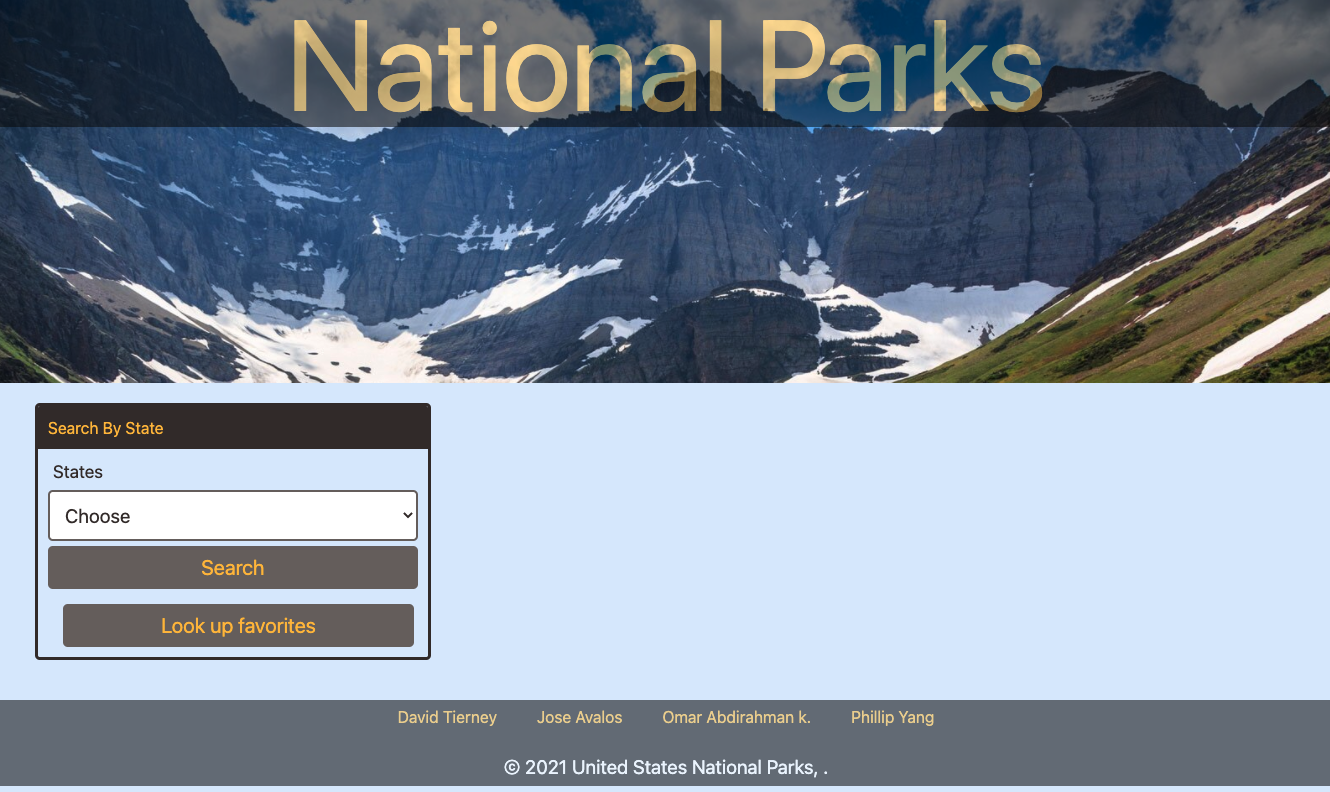 National Parks
Search By State
States
Choose
Search
Look up favorites
David Tierney Jose Avalos Omar Abdirahman k. Phillip Yang
© 2021 United States National Parks, .